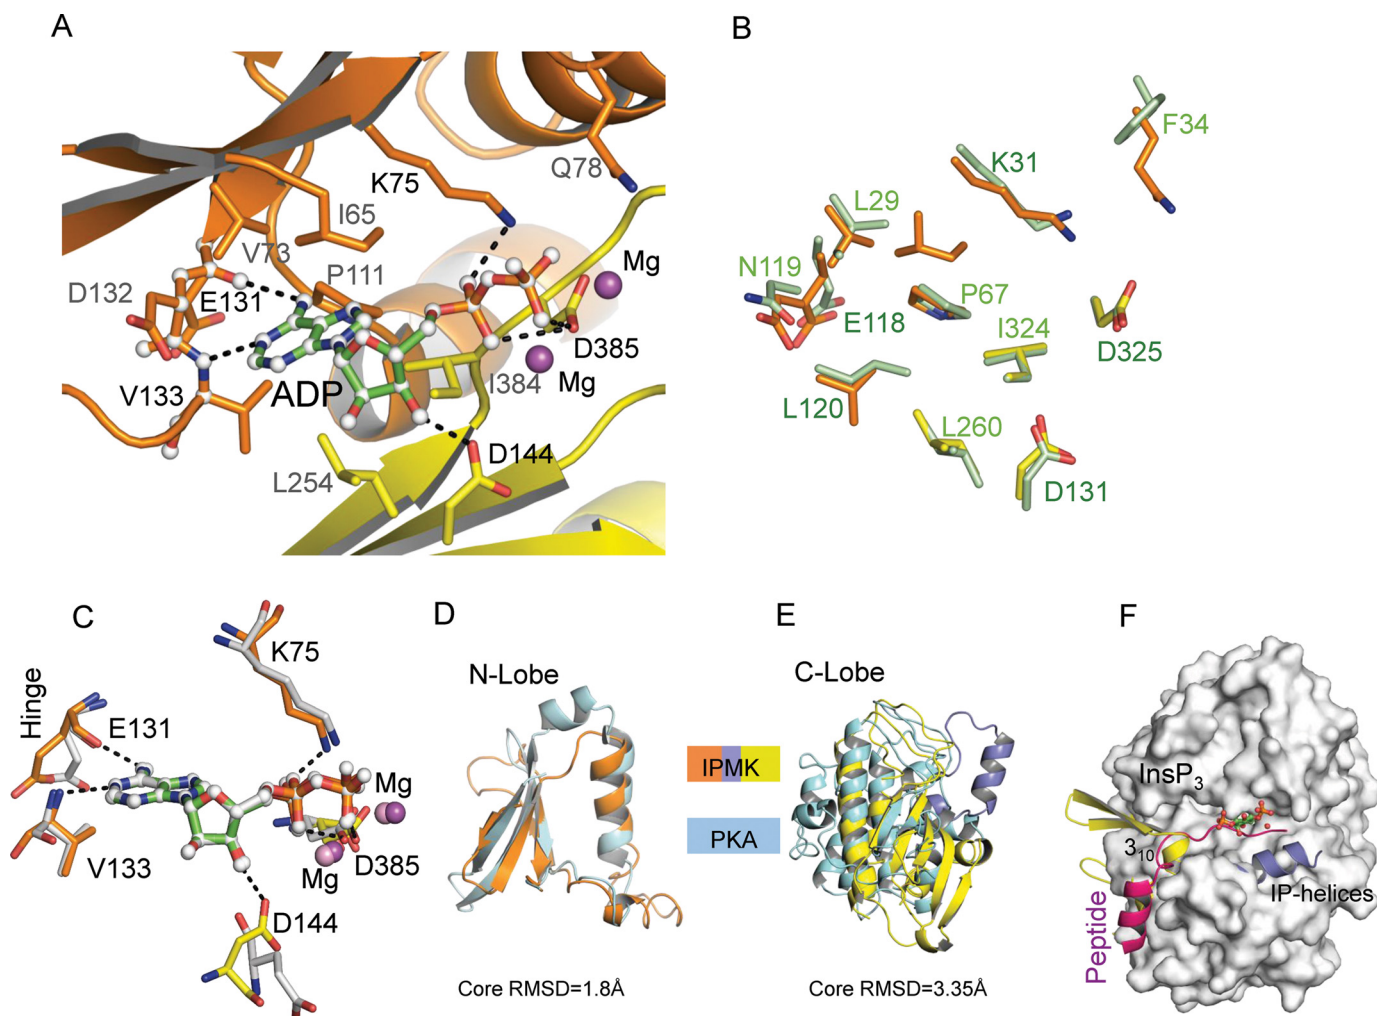 A
K75
Q78
I65
V73
P111
Mg
D132
E131
D385
Mg
V133
ADP
I384
D144
L254
B
F34
K31
L29
N119
P67
E118
I324
D325
L120
L260
D131
C
Hinge
K75
E131
Mg
V133
D385
Mg
D144
D
N-Lobe
Core RMSD=1.8Å
E
C-Lobe
IPMK
PKA
Core RMSD=3.35Å
F
InsP3
310
IP-helices
Peptide